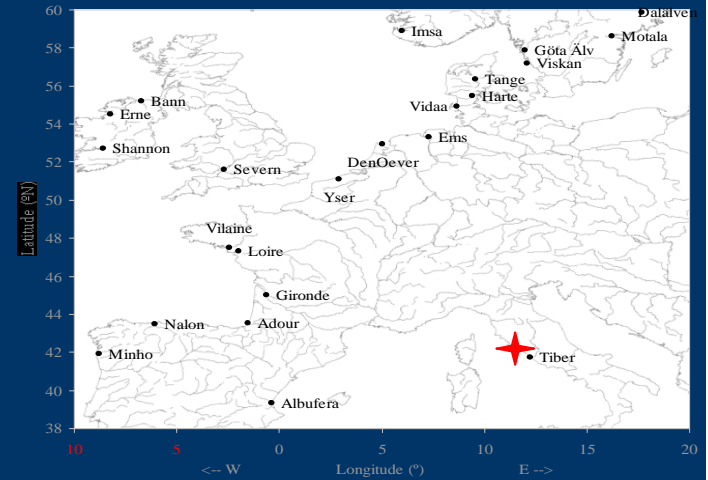 60
58
56
54
52
50
48
46
44
42
40
38
Latitude (ºN)
Dalälven
Imsa
Motala
Göta Älv
Viskan
Tange
Harte
Vidaa
Bann
Erne
Ems
Shannon
DenOever
Severn
Yser
Vilaine
Loire
Gironde
Nalon
Adour
Minho
Tiber
Albufera
10 5 0 5 10 15 20
<-- W Longitude (º) E -->